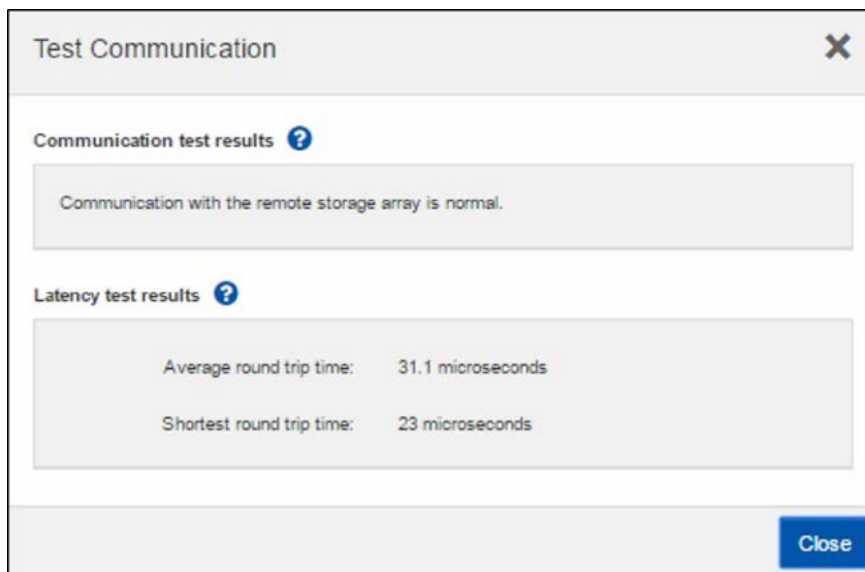 Test Communication
Communication test results
Communication with the remote storage array is normal.
Latency test results
Average round trip time: 31.1 microseconds
Shortest round trip time: 23 microseconds
Close